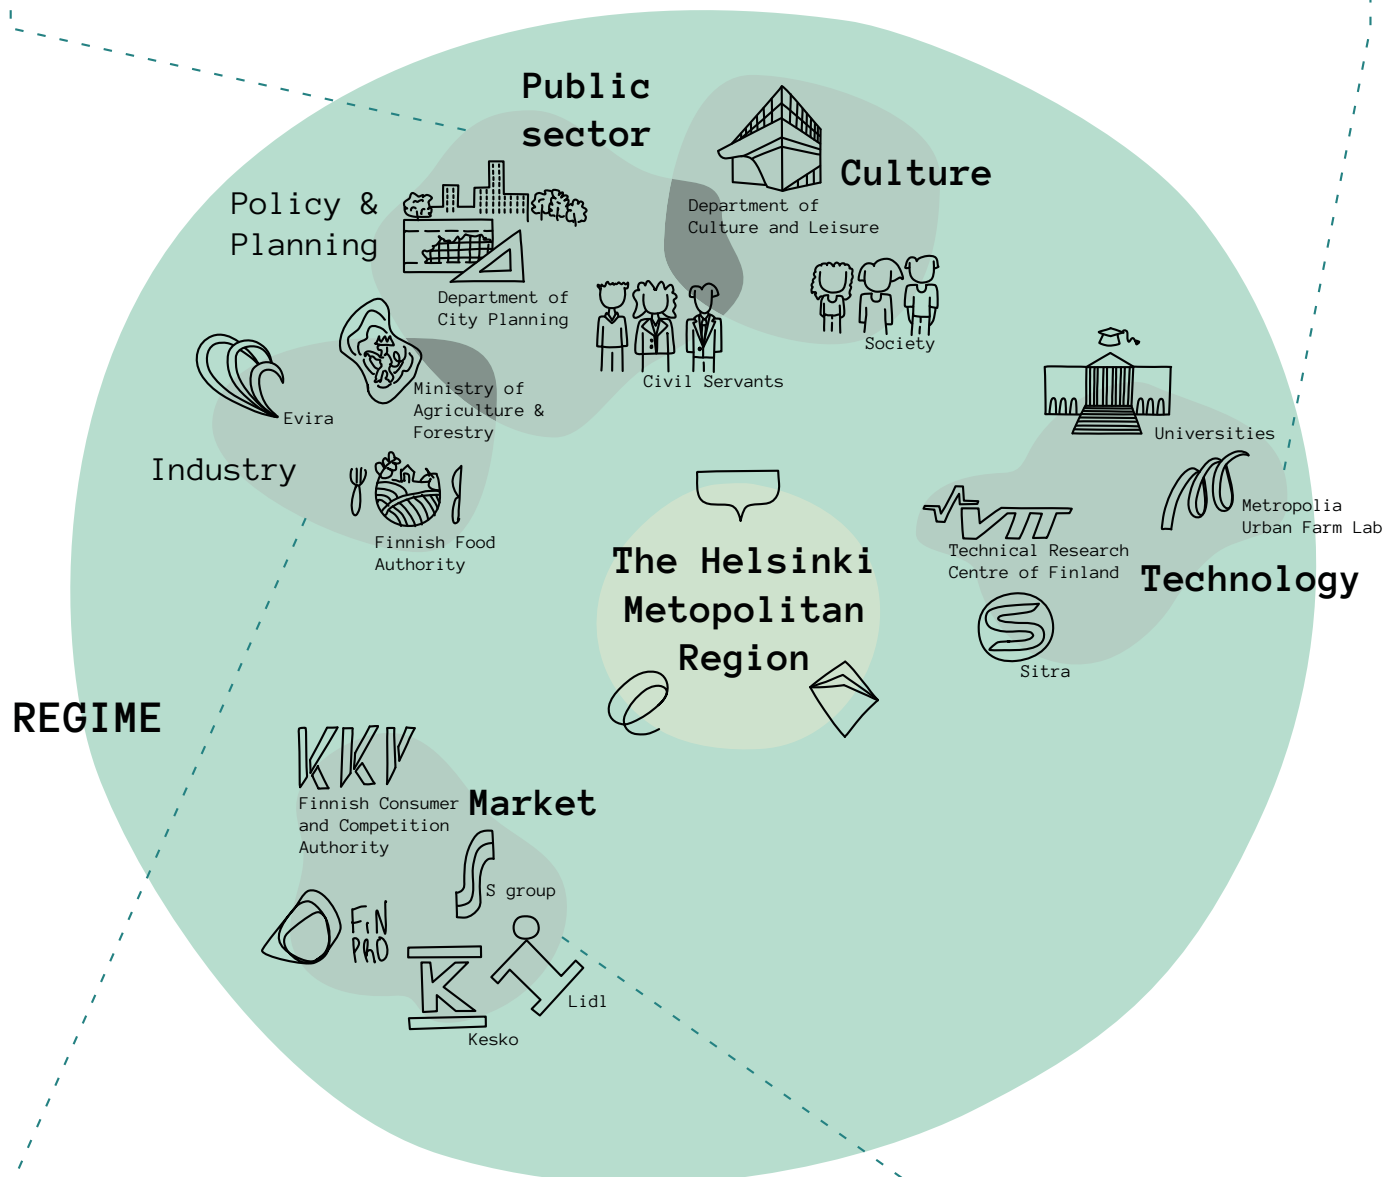 Public
sector
Culture
Policy &
Planning
Department of
Culture and Leisure
Department of
City Planning
Society
Civil Servants
Evira
Ministry of
Agriculture &
Forestry
Industry
Finnish Food
Authority
Universities
Metropolia
Urban Farm Lab
VTT
Technical Research
Centre of Finland
Technology
Sitra
The Helsinki
Metopolitan
Region
REGIME
KKV
Finnish Consumer
and Competition
Authority
Market
S group
FiN
PRO
K
Lidl
Kesko